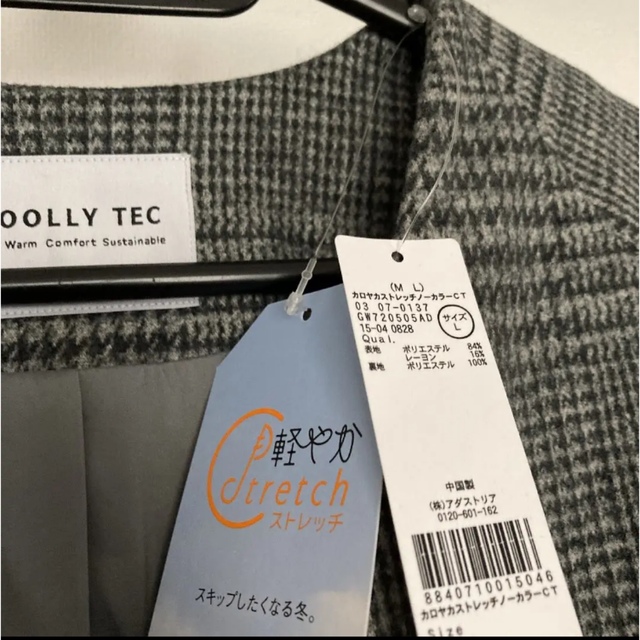 OOLLY TEC
Warm Comfort Sustainable
軽やか
stretch
ストレッチ
スキップしたくなる冬。
(M L)
カロヤカストレッチノーカラーCT
03 07-0137
GW720505AD
サイズ L
15-04 0828
Qual.
表地 ポリエステル 84%
レーヨン 16%
裏地 ポリエステル 100%
中国製
(株)アダストリア
0120-601-162
8840710015046
カロヤカストレッチノーカラーCT
Size